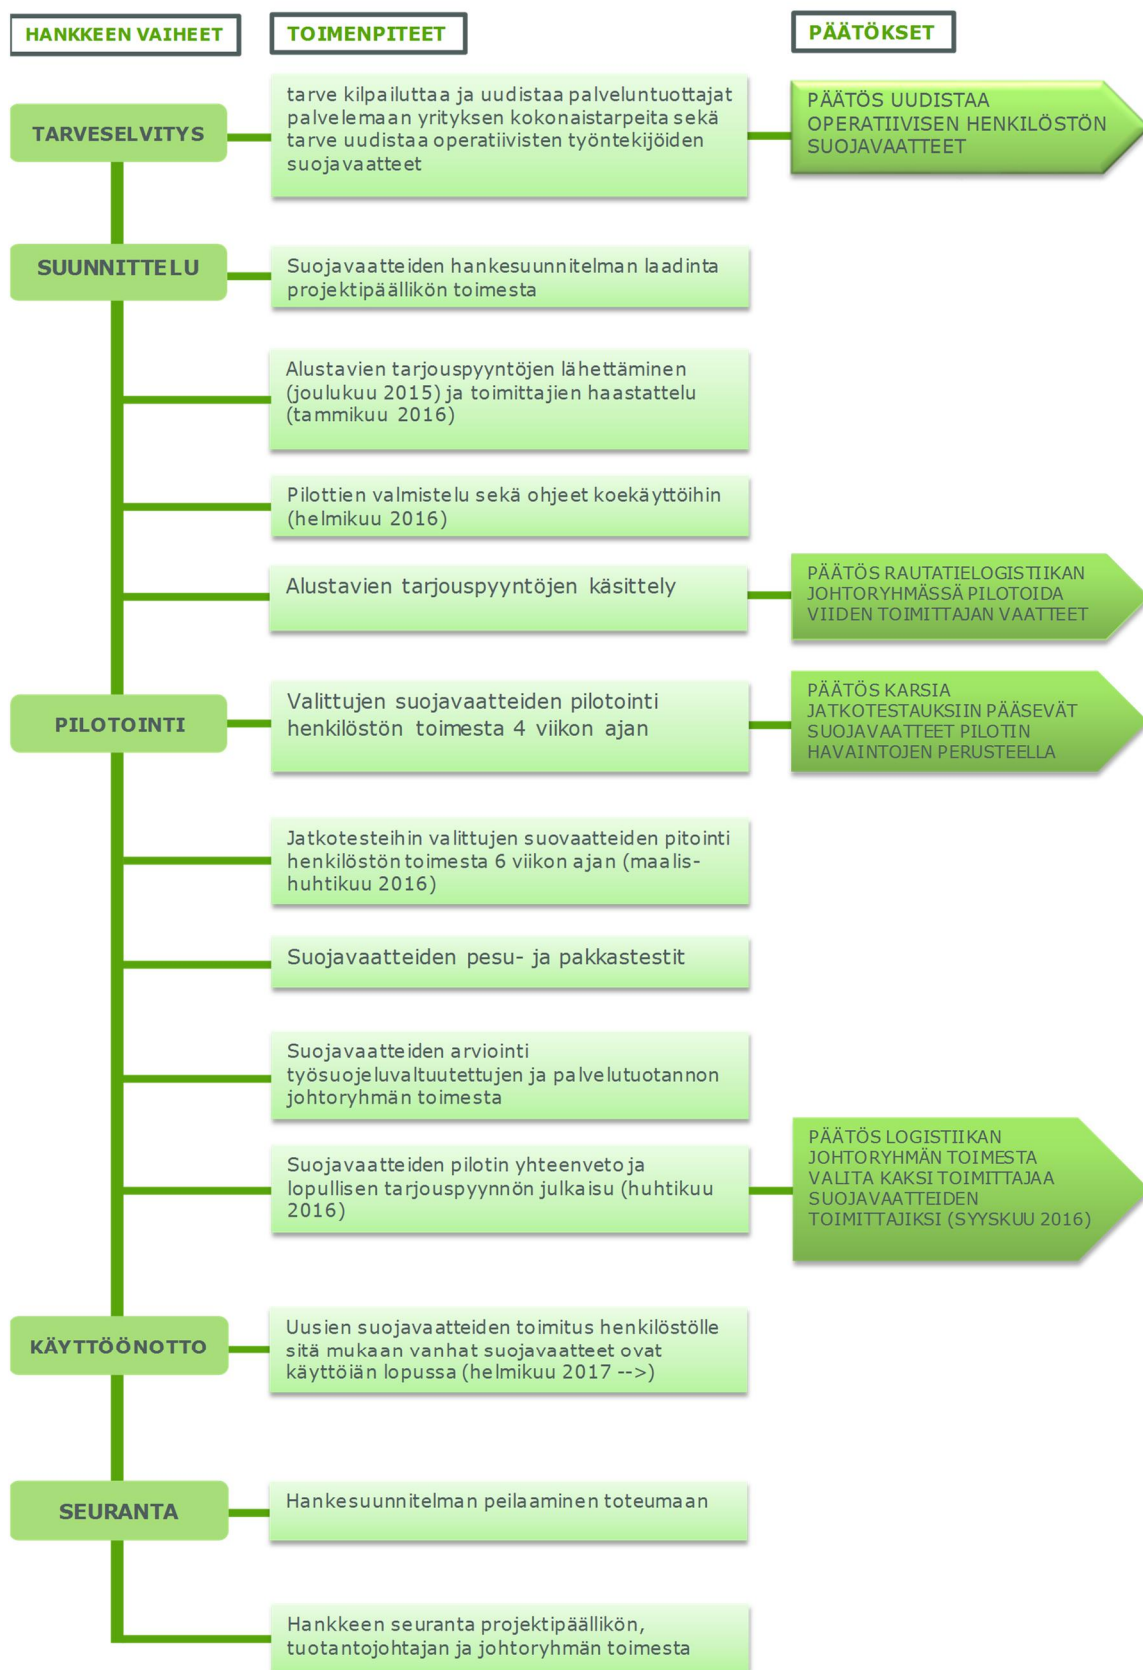 HANKKEEN VAIHEET
TOIMENPITEET
PÄÄTÖKSET
TARVESELVITYS
tarve kilpailuttaa ja uudistaa palveluntuottajat
palvelemaan yrityksen kokonaistarpeita sekä
tarve uudistaa operatiivisten työntekijöiden
suojavaatteet
PÄÄTÖS UUDISTAA
OPERATIIVISEN HENKILÖSTÖN
SUOJAVAATTEET
SUUNNITTELU
Suojavaatteiden hankesuunnitelman laadinta
projektipäällikön toimesta
Alustavien tarjouspyyntöjen lähettäminen
(joulukuu 2015) ja toimittajien haastattelu
(tammikuu 2016)
Pilottien valmistelu sekä ohjeet koekäyttöihin
(helmikuu 2016)
Alustavien tarjouspyyntöjen käsittely
PÄÄTÖS RAUTATIELOGISTIIKAN
JOHTORYHMÄSSÄ PILOTOIDA
VIIDEN TOIMITTAJAN VAATTEET
PILOTOINTI
Valittujen suojavaatteiden pilotointi
henkilöstön toimesta 4 viikon ajan
PÄÄTÖS KARSIA
JATKOTESTAUKSIIN PÄÄSEVÄT
SUOJAVAATTEET PILOTIN
HAVAINTOJEN PERUSTEELLA
Jatkotesteihin valittujen suovaatteiden pitointi
henkilöstön toimesta 6 viikon ajan (maalis-
huhtikuu 2016)
Suojavaatteiden pesu- ja pakkastestit
Suojavaatteiden arviointi
työsuojeluvaltuutettujen ja palvelutuotannon
johtoryhmän toimesta
Suojavaatteiden pilotin yhteenveto ja
lopullisen tarjouspyynnön julkaisu (huhtikuu
2016)
PÄÄTÖS LOGISTIIKAN
JOHTORYHMÄN TOIMESTA
VALITA KAKSI TOIMITTAJAA
SUOJAVAATTEIDEN
TOIMITTAJIKSI (SYYSKUU 2016)
KÄYTTÖÖNOTTO
Uusien suojavaatteiden toimitus henkilöstölle
sitä mukaan vanhat suojavaatteet ovat
käyttöiän lopussa (helmikuu 2017 -->)
SEURANTA
Hankesuunnitelman peilaaminen toteumaan
Hankkeen seuranta projektipäällikön,
tuotantojohtajan ja johtoryhmän toimesta